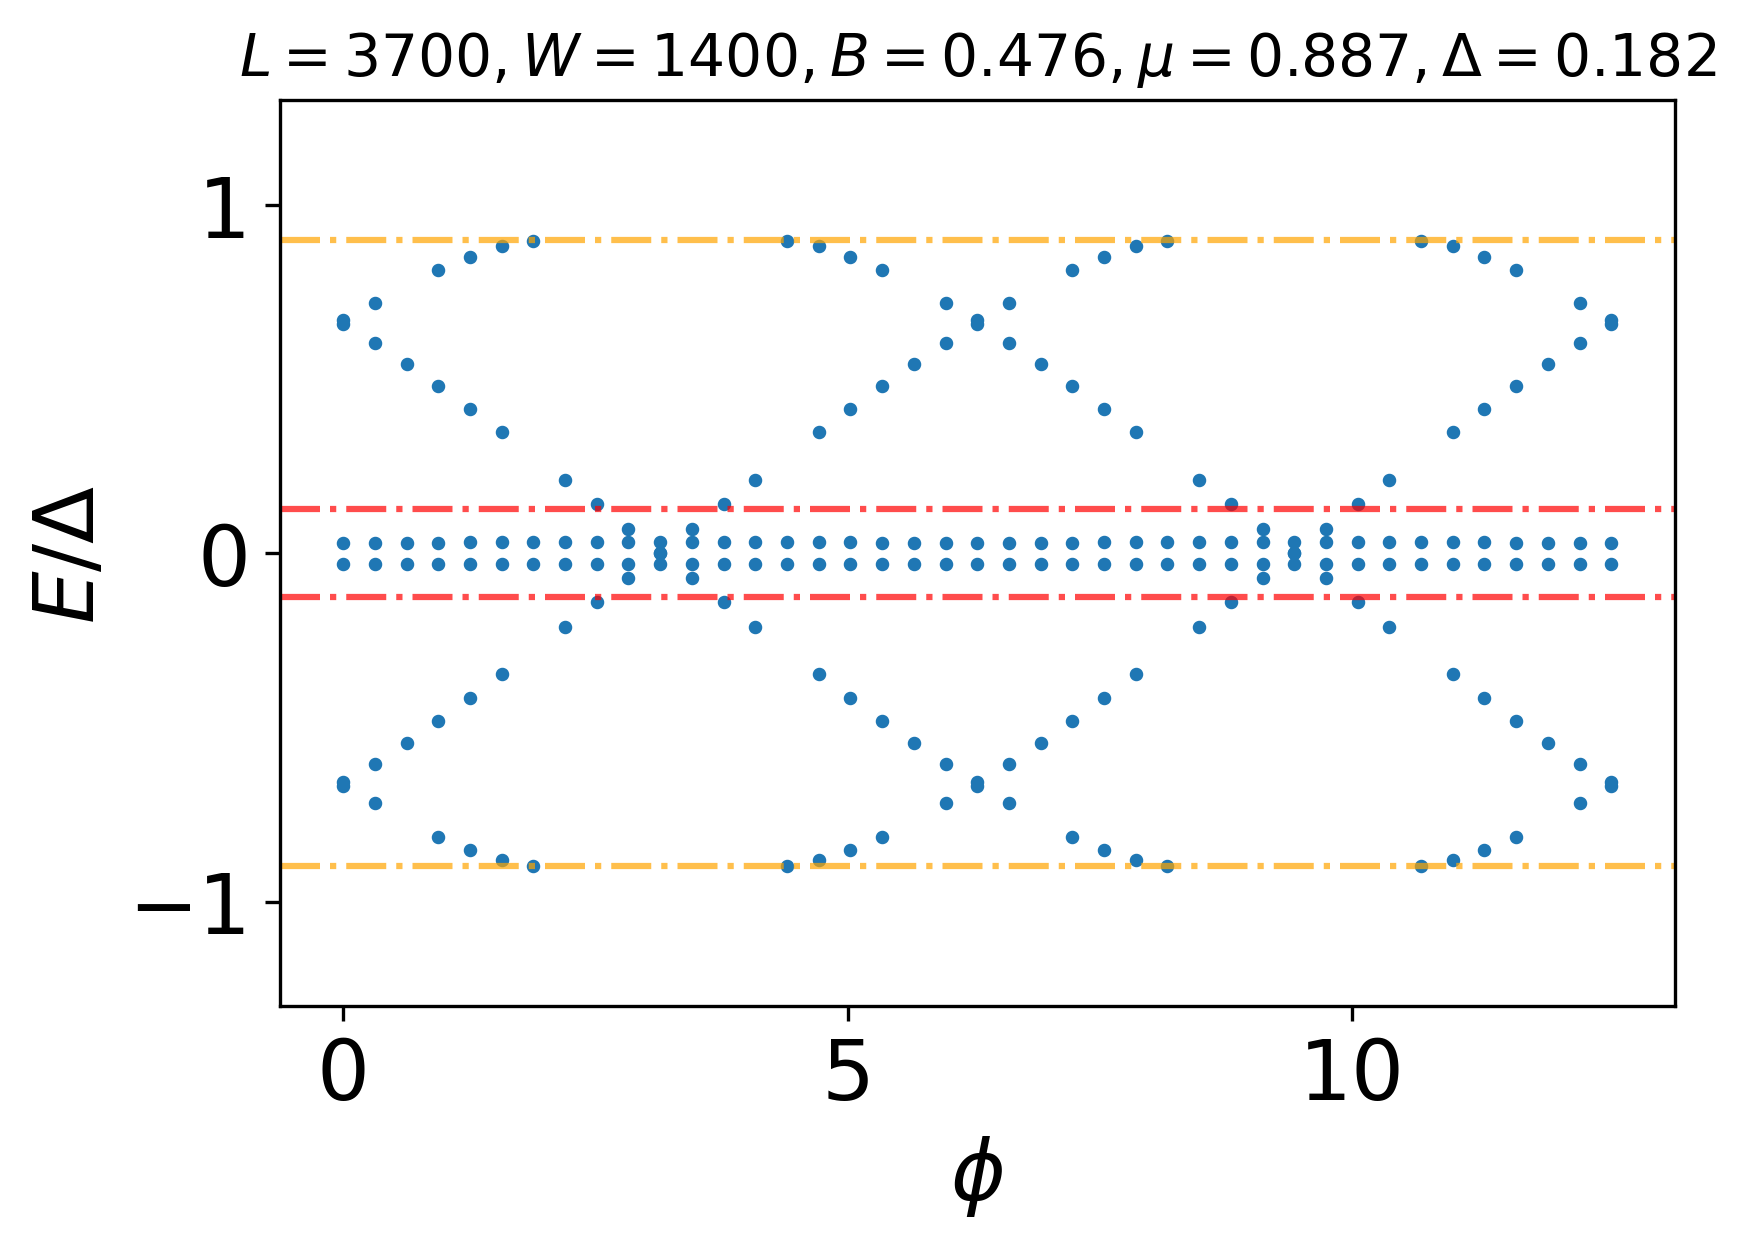 L = 3700, W = 1400, B = 0.476, μ = 0.887, Δ = 0.182
1
0
−1
E/Δ
0 5 10
ϕ